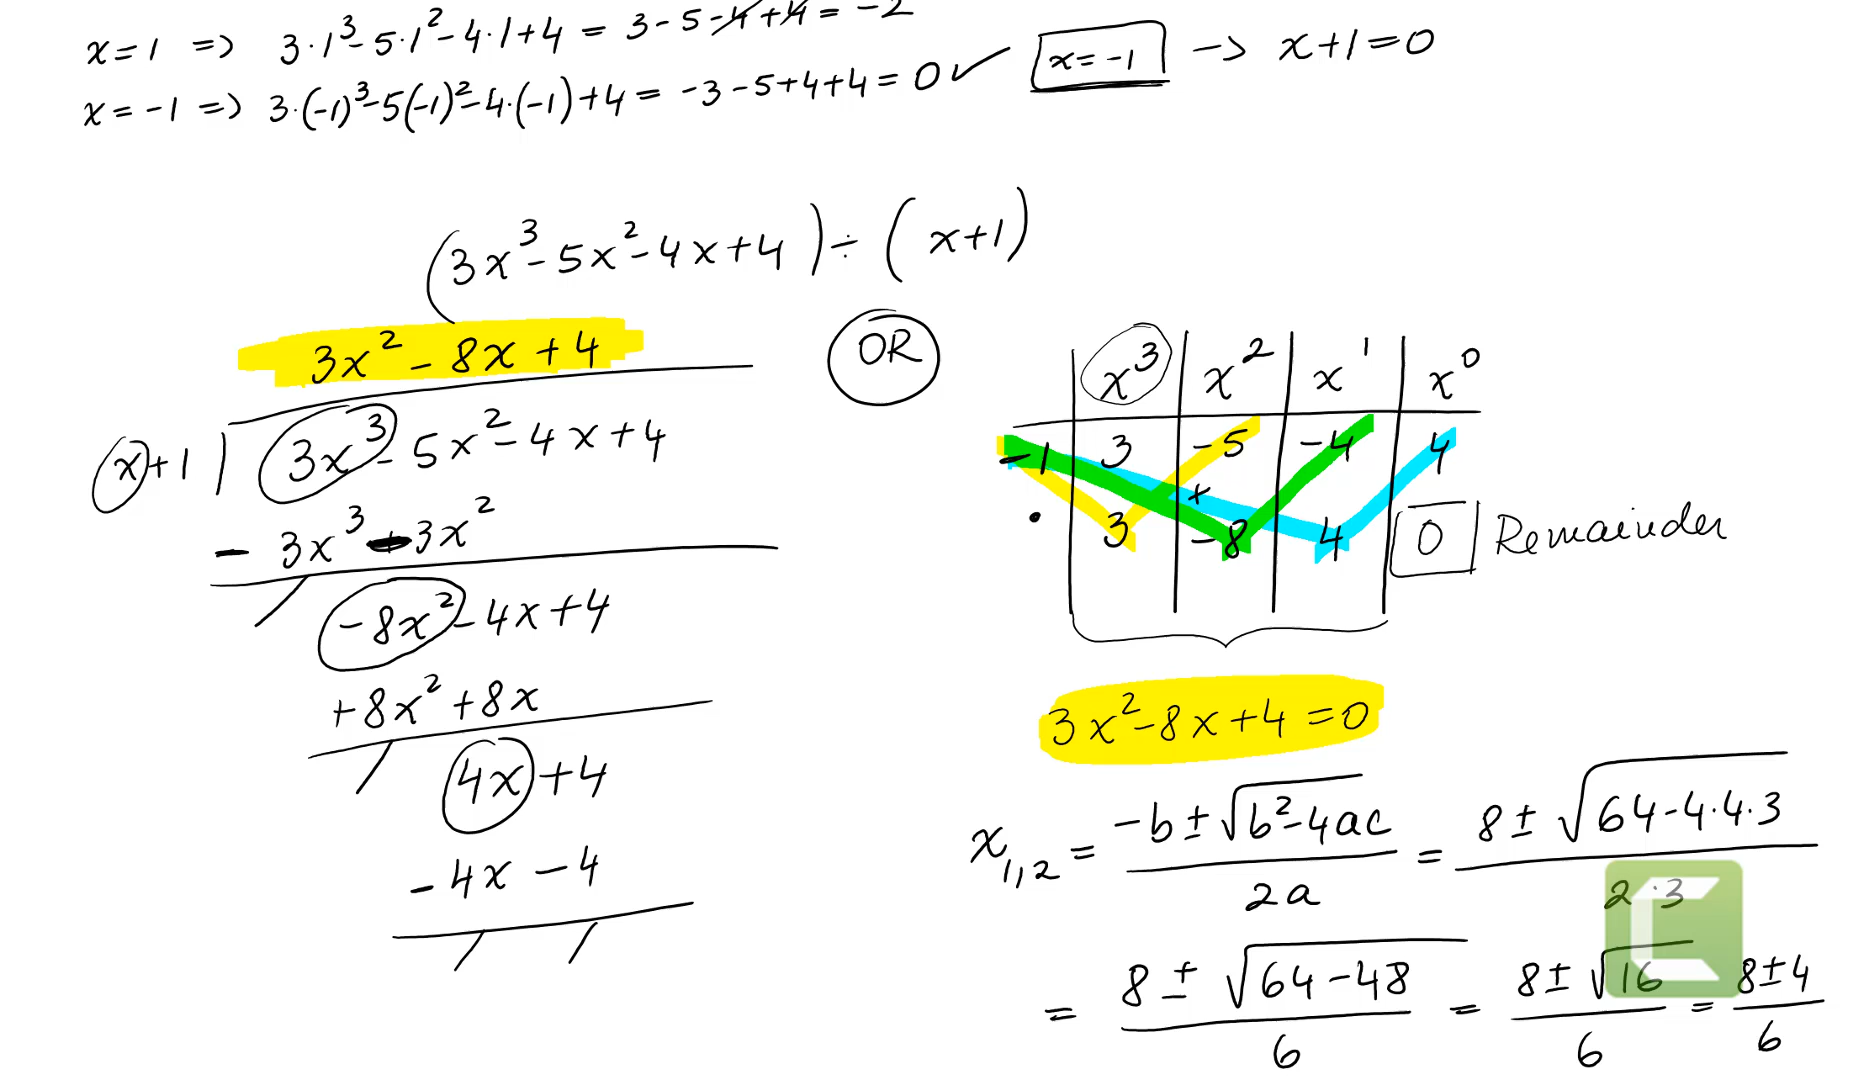 x=1 => 3·1³-5·1²-4·1+4 = 3-5-4+4 = -2
x=-1 => 3·(-1)³-5(-1)²-4·(-1)+4 = -3-5+4+4 = 0 ✓ x=-1 -> x+1=0
(3x³-5x²-4x+4) ÷ (x+1)
3x² - 8x + 4
x+1 3x³-5x²-4x+4
- 3x³-3x²
-8x²-4x+4
+8x²+8x
4x+4
-4x-4
OR
x³ x² x¹ x⁰
-1 3 -5 -4 4
+
· 3 -8 4 0 Remainder
3x²-8x+4=0
x₁,₂ = (-b±√(b²-4ac))/(2a) = (8±√(64-4·4·3))/(2·3)
= (8±√(64-48))/6 = (8±√16)/6 = (8±4)/6